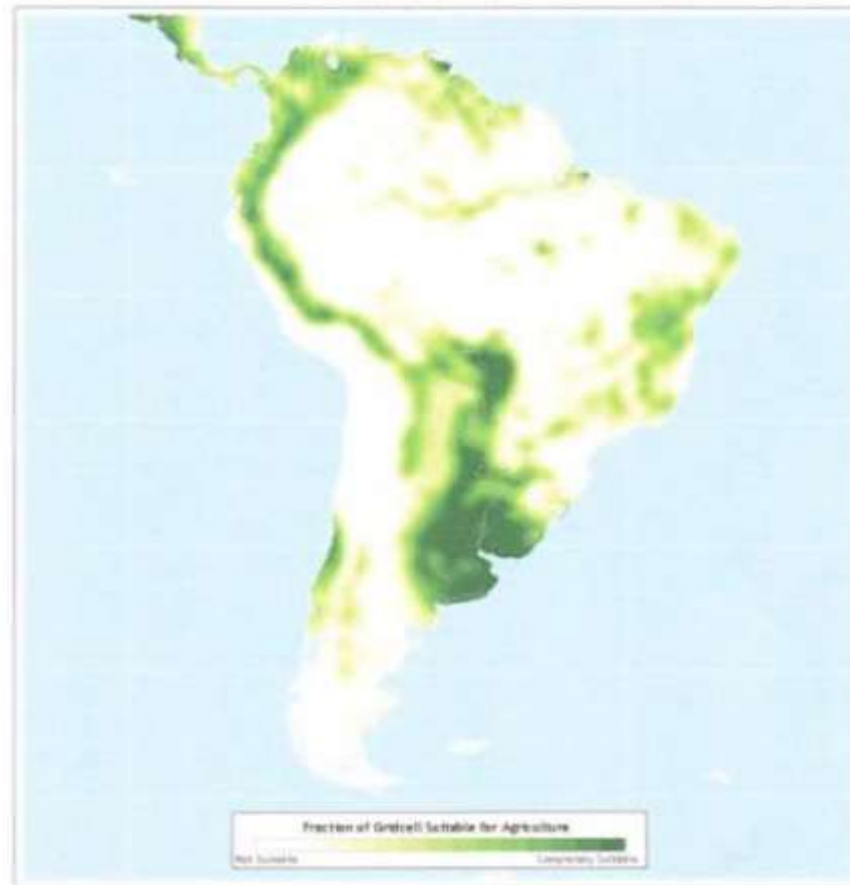 Fraction of Gridcell Suitable for Agriculture
Not Suitable
Completely Suitable